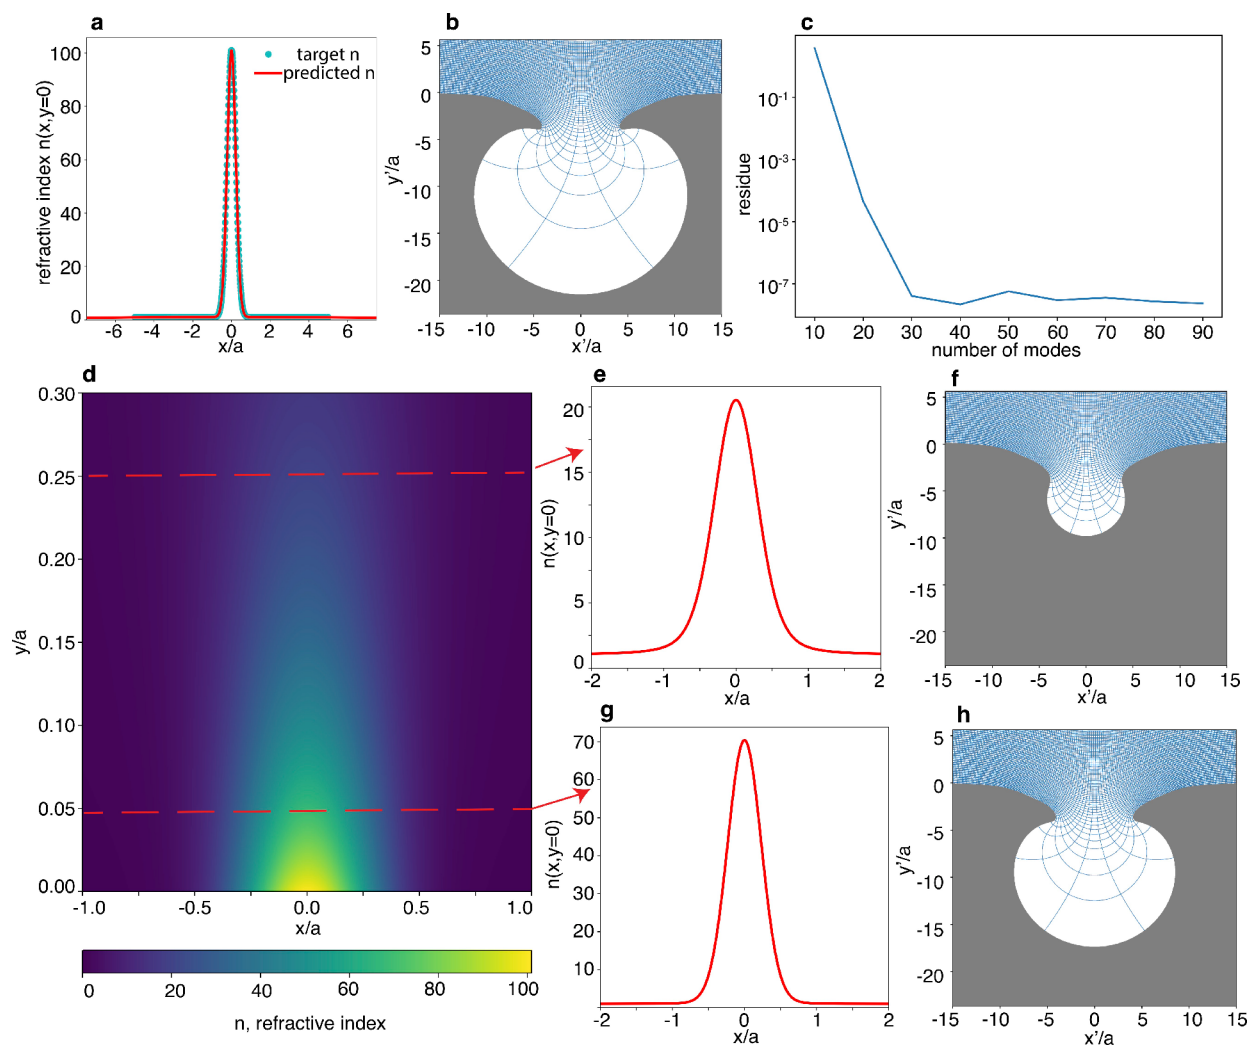 a
100
80
60
40
20
0
refractive index n(x,y=0)
target n
predicted n
-6 -4 -2 0 2 4 6
x/a
b
5
0
-5
-10
-15
-20
y'/a
-15 -10 -5 0 5 10 15
x'/a
c
10-1
10-3
10-5
10-7
residue
10 20 30 40 50 60 70 80 90
number of modes
d
0.30
0.25
0.20
0.15
0.10
0.05
0.00
y/a
-1.0 -0.5 0.0 0.5 1.0
x/a
0 20 40 60 80 100
n, refractive index
e
20
15
10
5
0
n(x,y=0)
-2 -1 0 1 2
x/a
f
5
0
-5
-10
-15
-20
y'/a
-15 -10 -5 0 5 10 15
x'/a
g
70
60
50
40
30
20
10
n(x,y=0)
-2 -1 0 1 2
x/a
h
5
0
-5
-10
-15
-20
y'/a
-15 -10 -5 0 5 10 15
x'/a